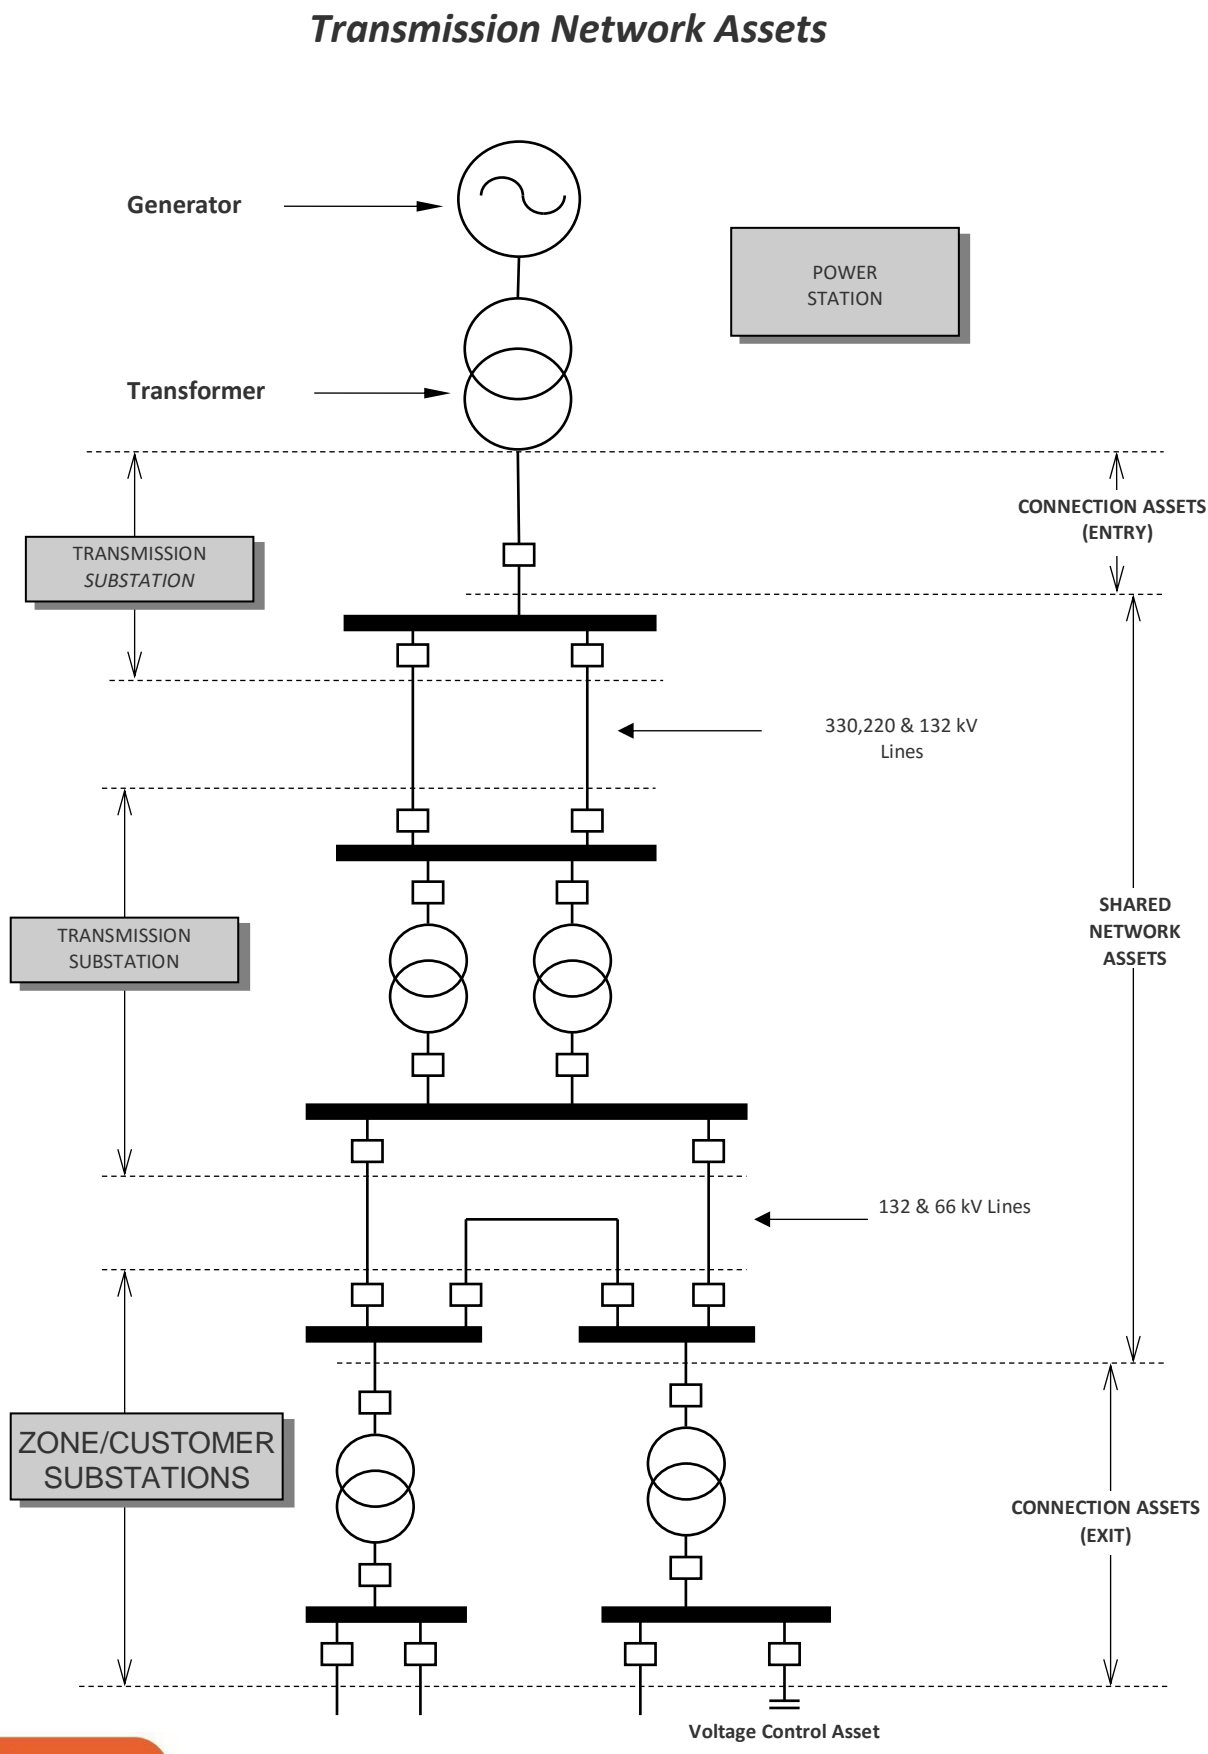 Transmission Network Assets
Generator
POWER
STATION
Transformer
CONNECTION ASSETS
(ENTRY)
TRANSMISSION
SUBSTATION
330,220 & 132 kV
Lines
SHARED
NETWORK
ASSETS
TRANSMISSION
SUBSTATION
132 & 66 kV Lines
ZONE/CUSTOMER
SUBSTATIONS
CONNECTION ASSETS
(EXIT)
Voltage Control Asset